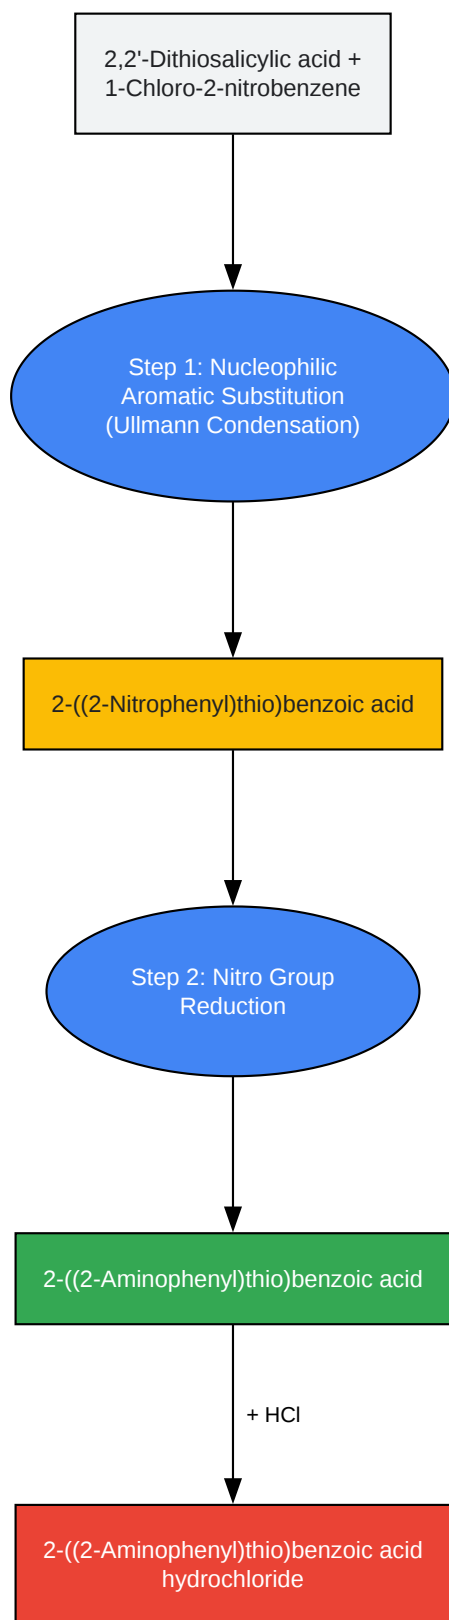 2,2'-Dithiosalicylic acid +
1-Chloro-2-nitrobenzene
Step 1: Nucleophilic
Aromatic Substitution
(Ullmann Condensation)
2-((2-Nitrophenyl)thio)benzoic acid
Step 2: Nitro Group
Reduction
2-((2-Aminophenyl)thio)benzoic acid
+ HCl
2-((2-Aminophenyl)thio)benzoic acid
hydrochloride